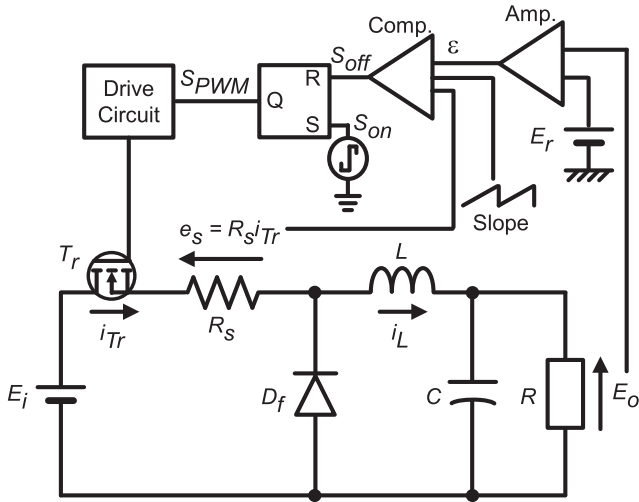 Comp.
Amp.
Drive
Circuit
S_PWM
Q
R
S
S_off
S_on
ε
E_r
Slope
e_s = R_s i_Tr
T_r
i_Tr
R_s
L
i_L
E_i
D_f
C
R
E_o